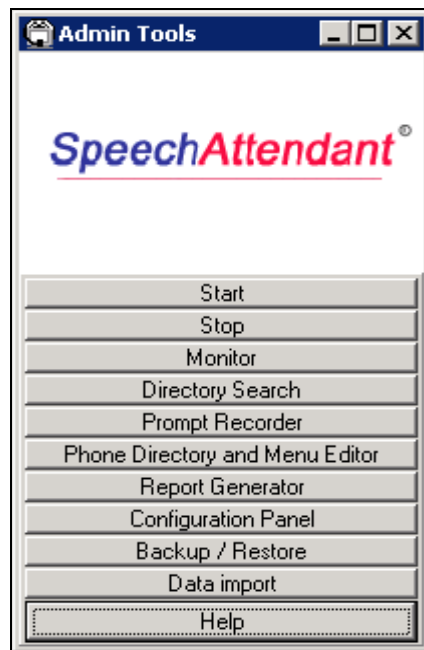 Admin Tools
SpeechAttendant©
Start
Stop
Monitor
Directory Search
Prompt Recorder
Phone Directory and Menu Editor
Report Generator
Configuration Panel
Backup / Restore
Data import
Help